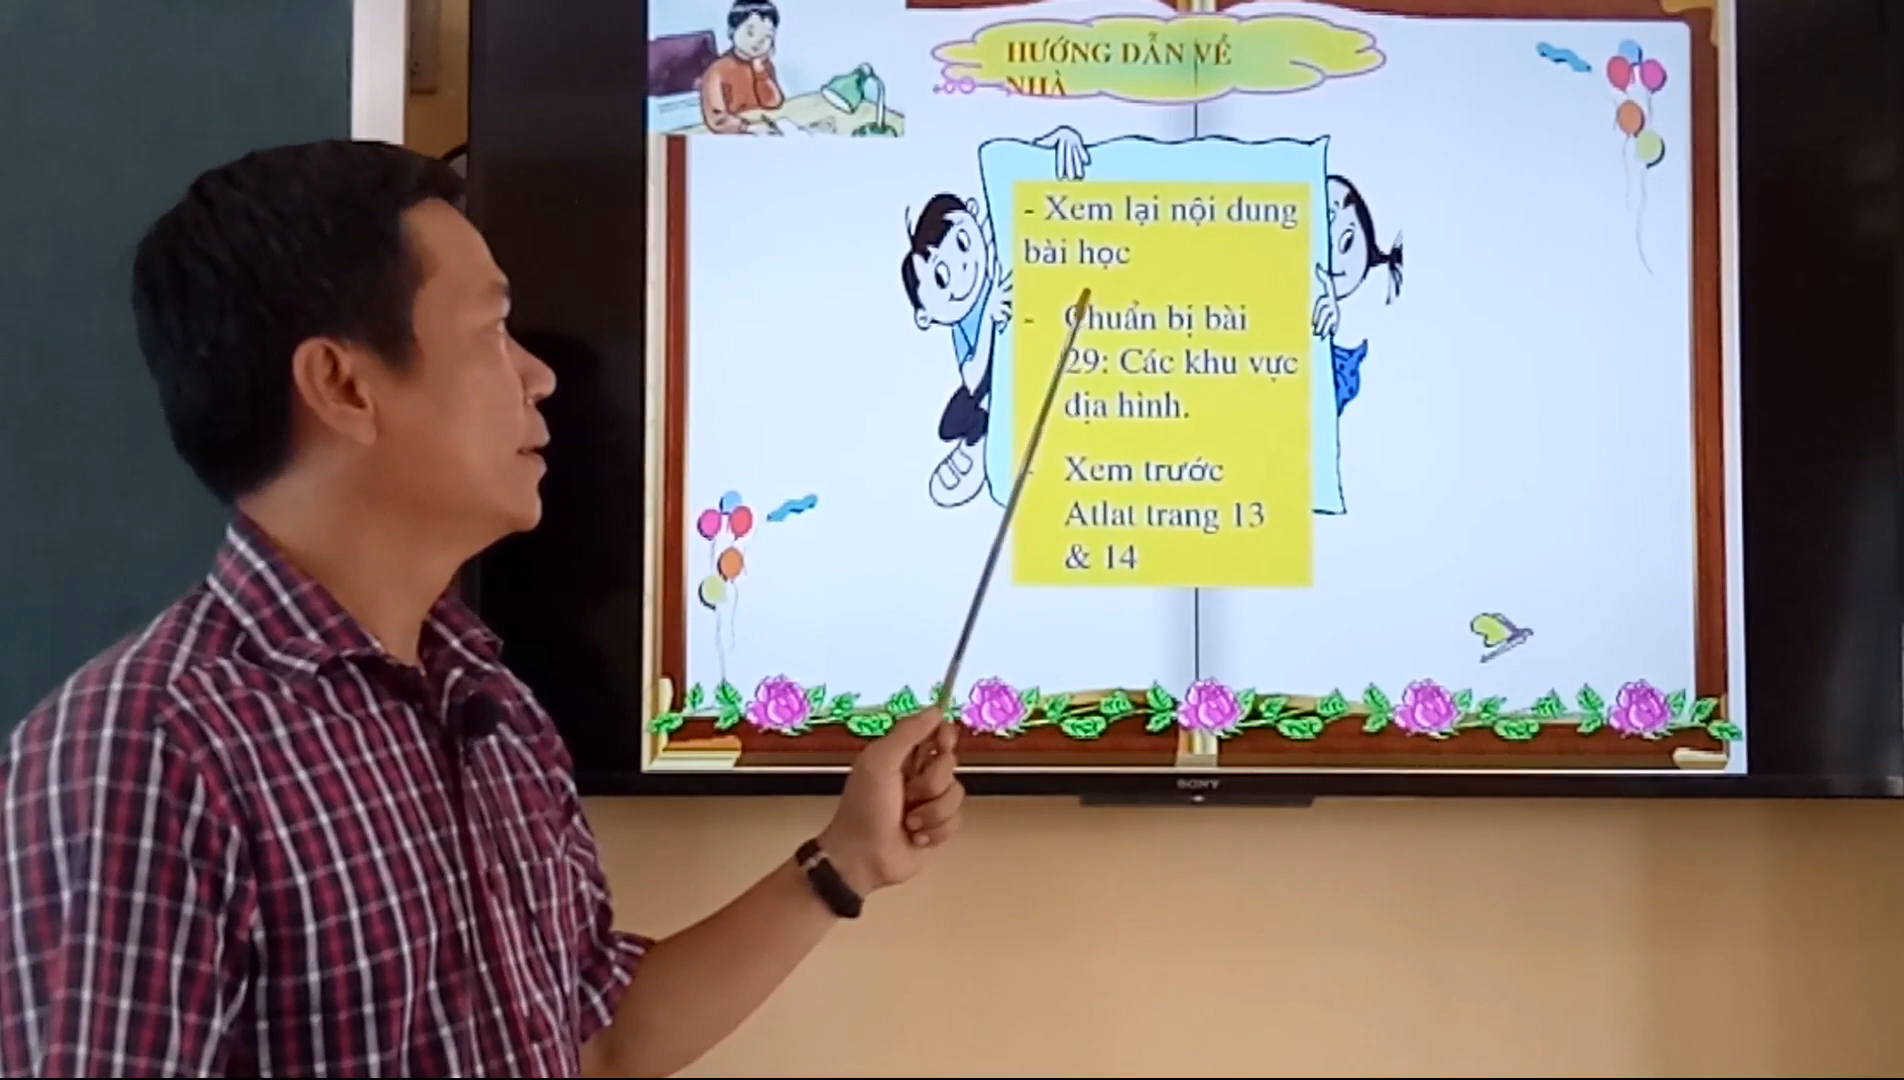 HƯỚNG DẪN VỀ
NHÀ
- Xem lại nội dung
bài học
- Chuẩn bị bài
29: Các khu vực
địa hình.
- Xem trước
Atlat trang 13
& 14
SONY